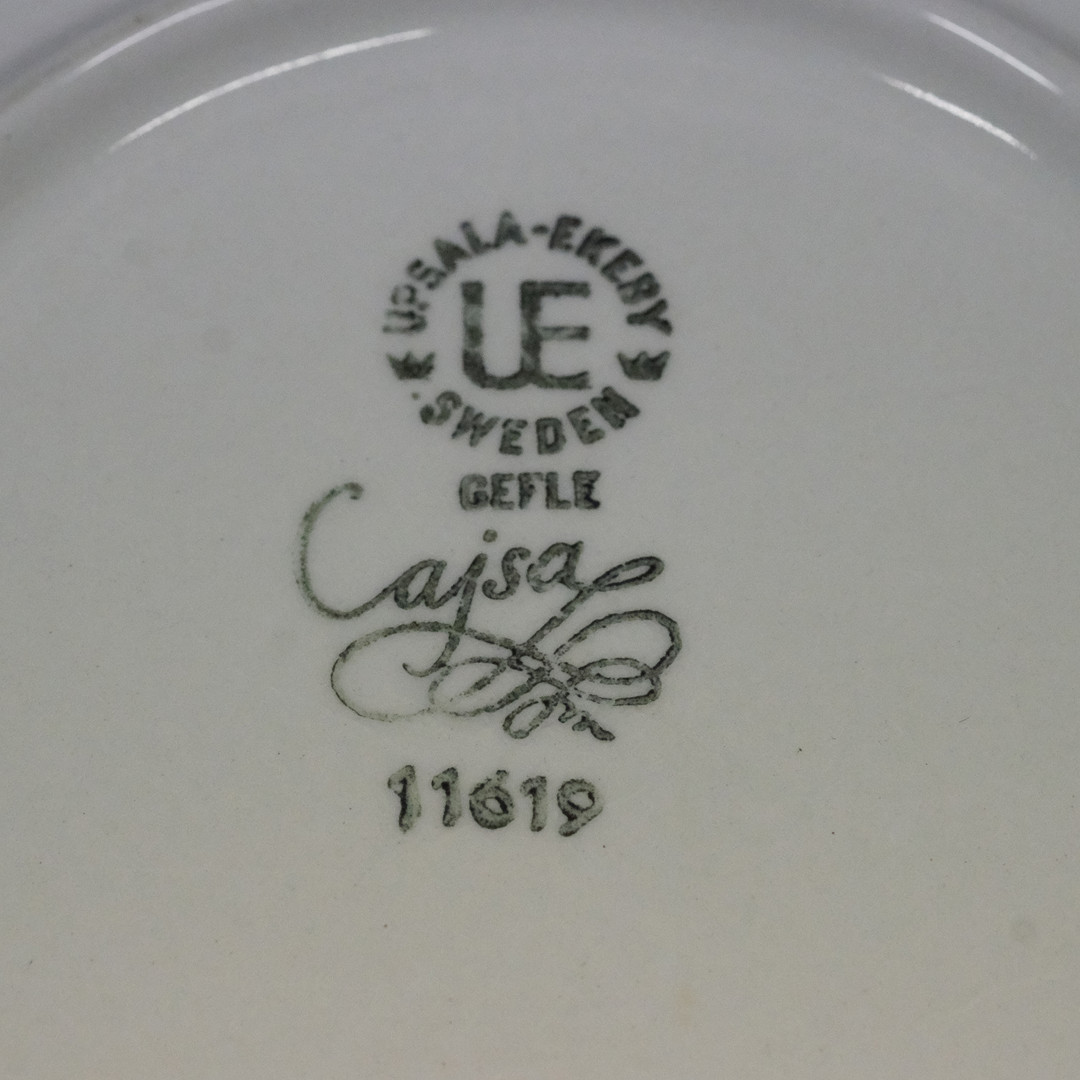 UPSALA-EKEBY
UE
SWEDEN
GEFLE
Cajsa
11619